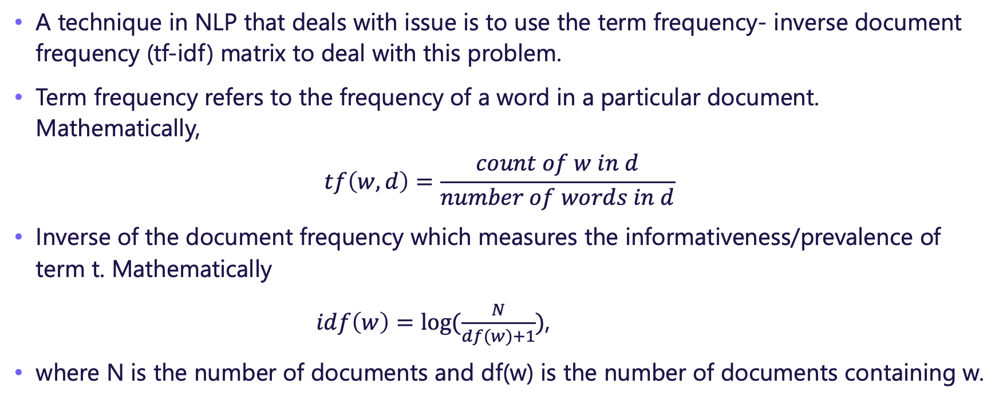 • A technique in NLP that deals with issue is to use the term frequency- inverse document
frequency (tf-idf) matrix to deal with this problem.
• Term frequency refers to the frequency of a word in a particular document.
Mathematically,
tf(w, d) = count of w in d / number of words in d
• Inverse of the document frequency which measures the informativeness/prevalence of
term t. Mathematically
idf(w) = log(N / df(w)+1),
• where N is the number of documents and df(w) is the number of documents containing w.